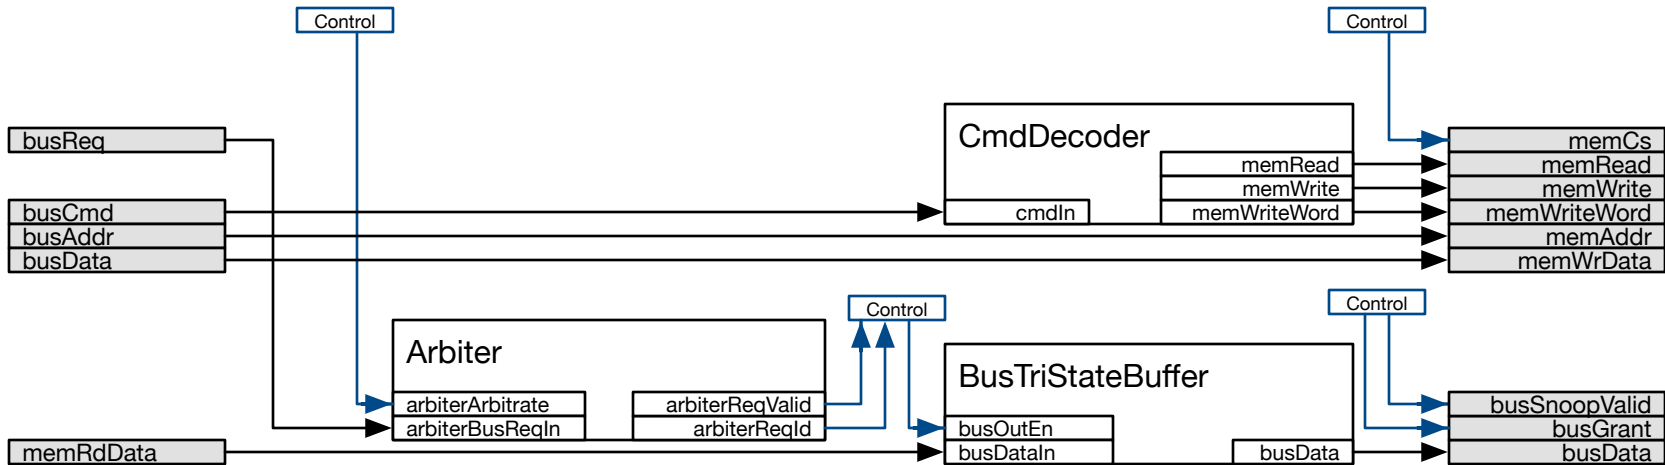 Control
Control
CmdDecoder
busReq
memCs
memRead
memRead
memWrite
memWrite
busCmd
cmdIn
memWriteWord
memWriteWord
busAddr
memAddr
busData
memWrData
Control
Control
Arbiter
BusTriStateBuffer
arbiterArbitrate
arbiterReqValid
busSnoopValid
arbiterBusReqIn
arbiterReqId
busOutEn
busGrant
memRdData
busDataIn
busData
busData